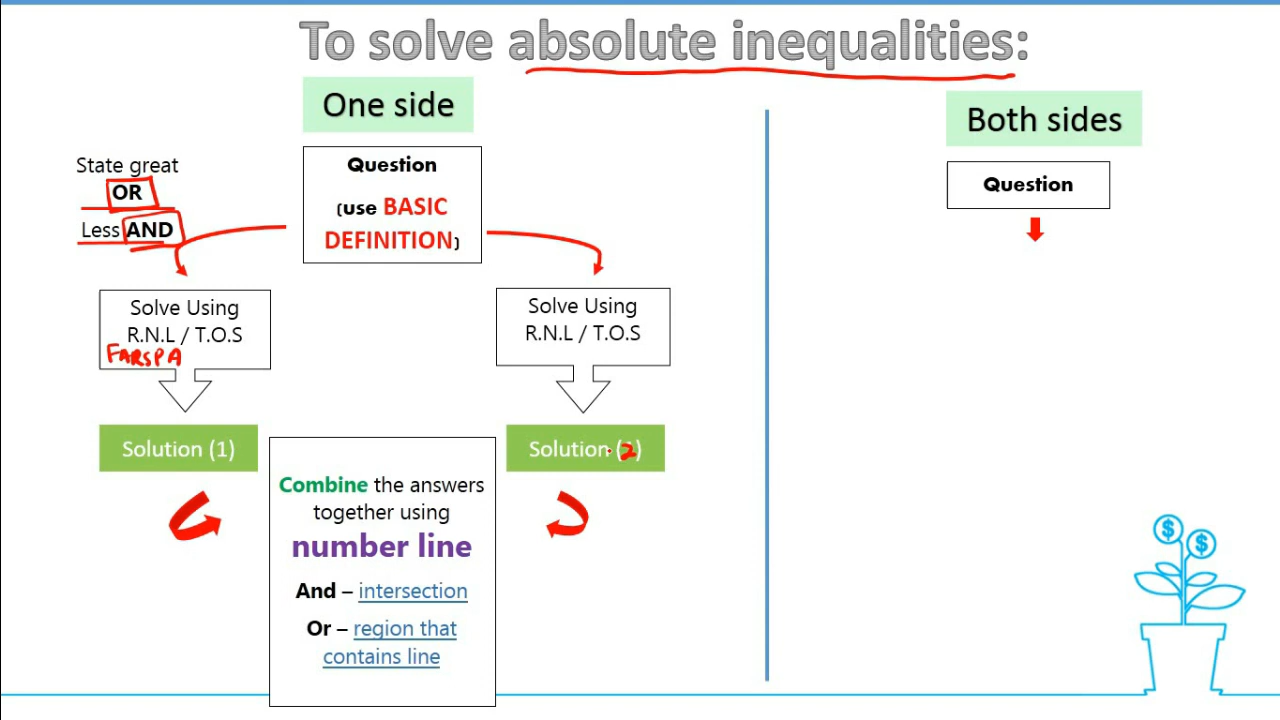 To solve absolute inequalities:
One side
State great
OR
Less AND
Question
(use BASIC
DEFINITION)
Solve Using
R.N.L / T.O.S
FARSPA
Solve Using
R.N.L / T.O.S
Solution (1)
Solution (2)
Combine the answers
together using
number line
And – intersection
Or – region that
contains line
Both sides
Question
$ $